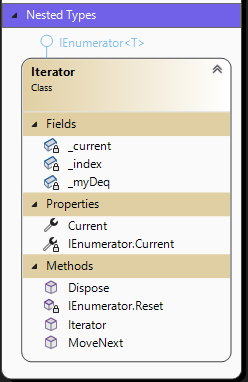 Nested Types
IEnumerator<T>
Iterator
Class
Fields
_current
_index
_myDeq
Properties
Current
IEnumerator.Current
Methods
Dispose
IEnumerator.Reset
Iterator
MoveNext